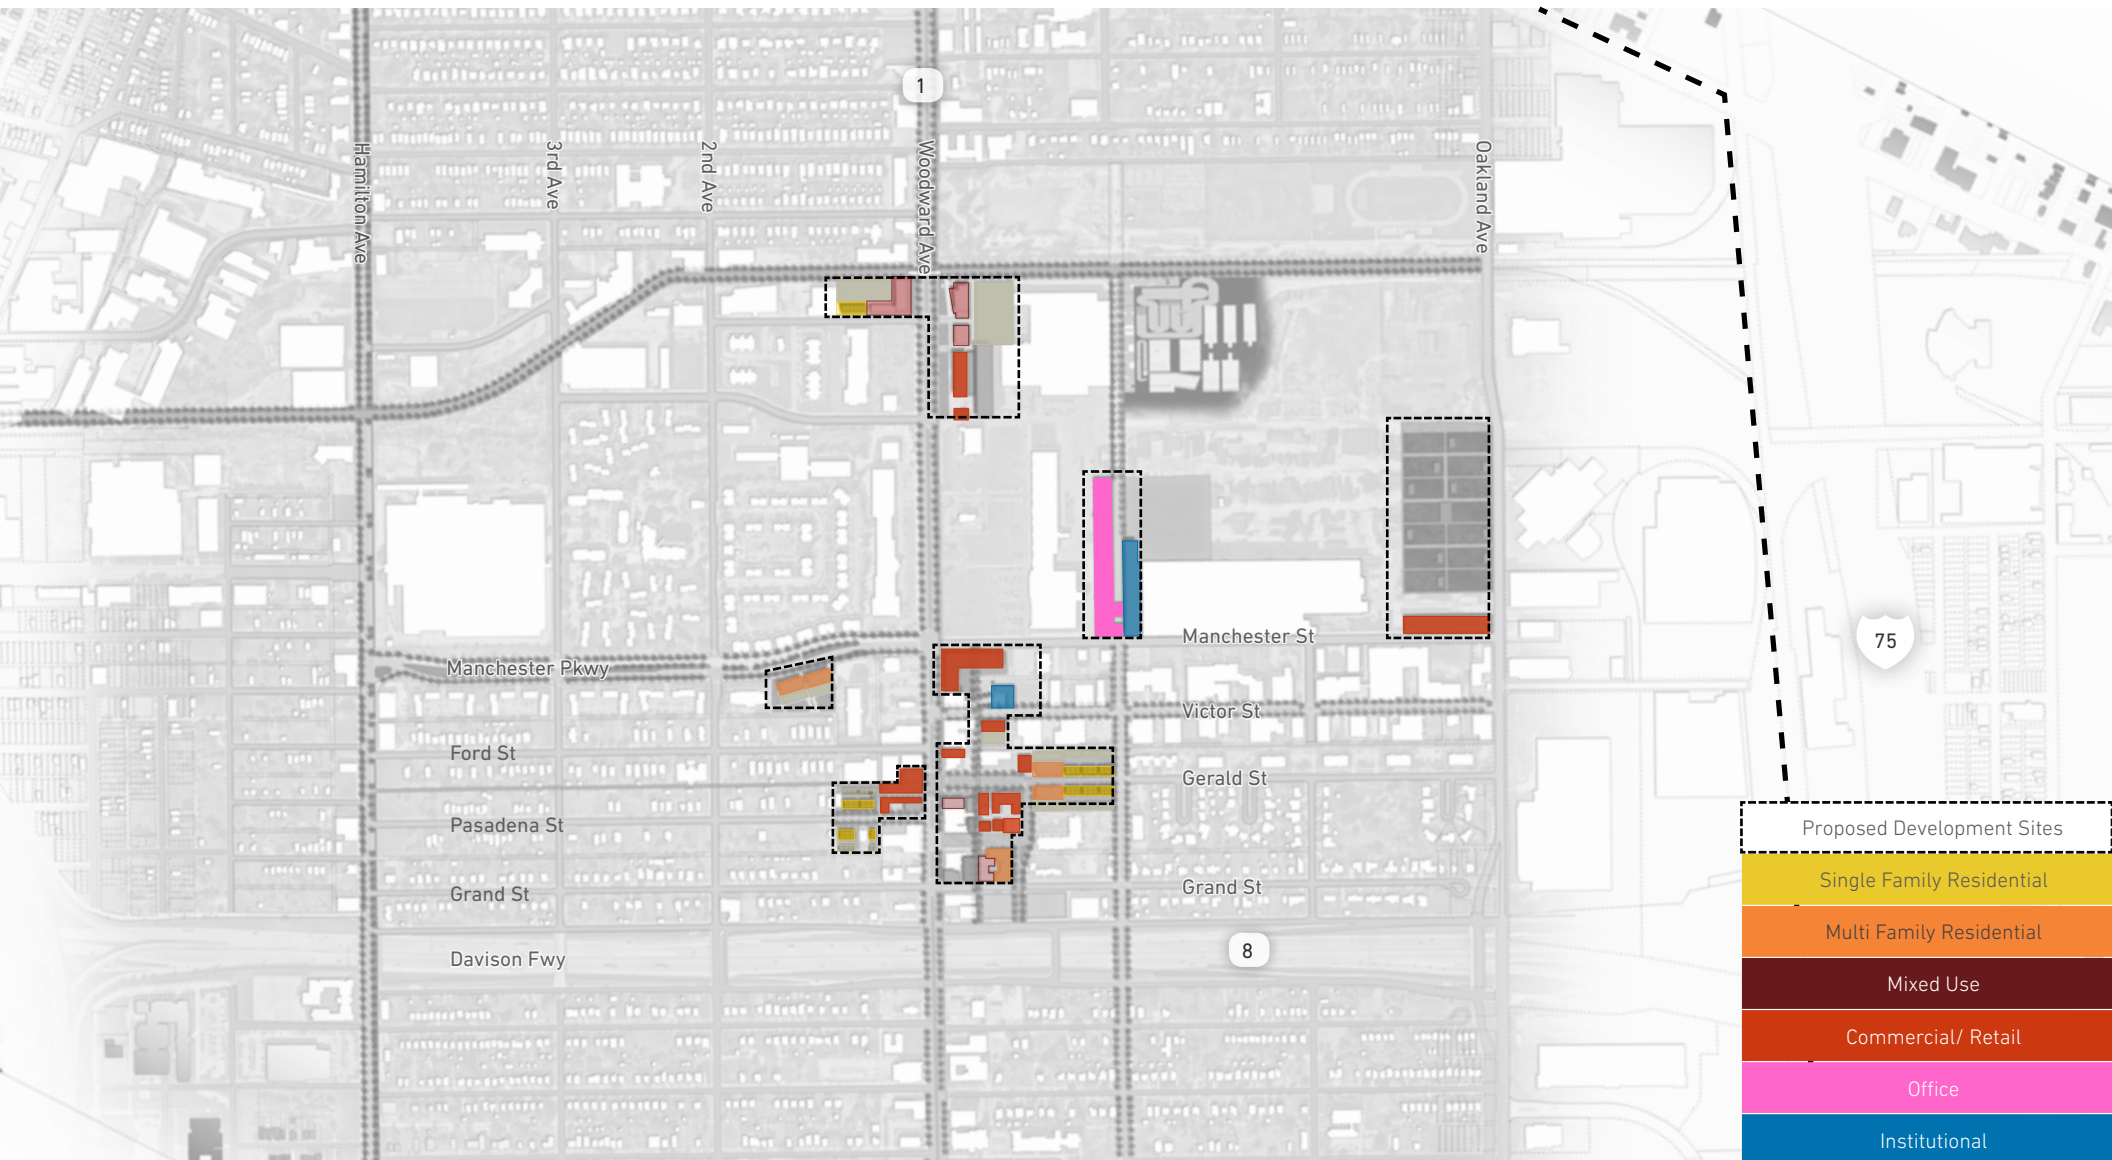 1
Hamilton Ave
3rd Ave
2nd Ave
Woodward Ave
Oakland Ave
Manchester St
75
Manchester Pkwy
Victor St
Ford St
Gerald St
Pasadena St
Proposed Development Sites
Single Family Residential
Grand St
Grand St
Multi Family Residential
Davison Fwy
8
Mixed Use
Commercial/ Retail
Office
Institutional